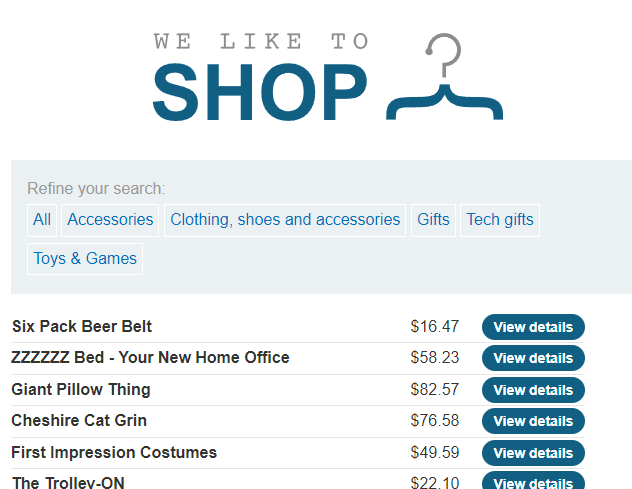 WE LIKE TO
SHOP
Refine your search:
All Accessories Clothing, shoes and accessories Gifts Tech gifts
Toys & Games
Six Pack Beer Belt $16.47 View details
ZZZZZZ Bed - Your New Home Office $58.23 View details
Giant Pillow Thing $82.57 View details
Cheshire Cat Grin $76.58 View details
First Impression Costumes $49.59 View details
The Trolley-ON $22.10 View details